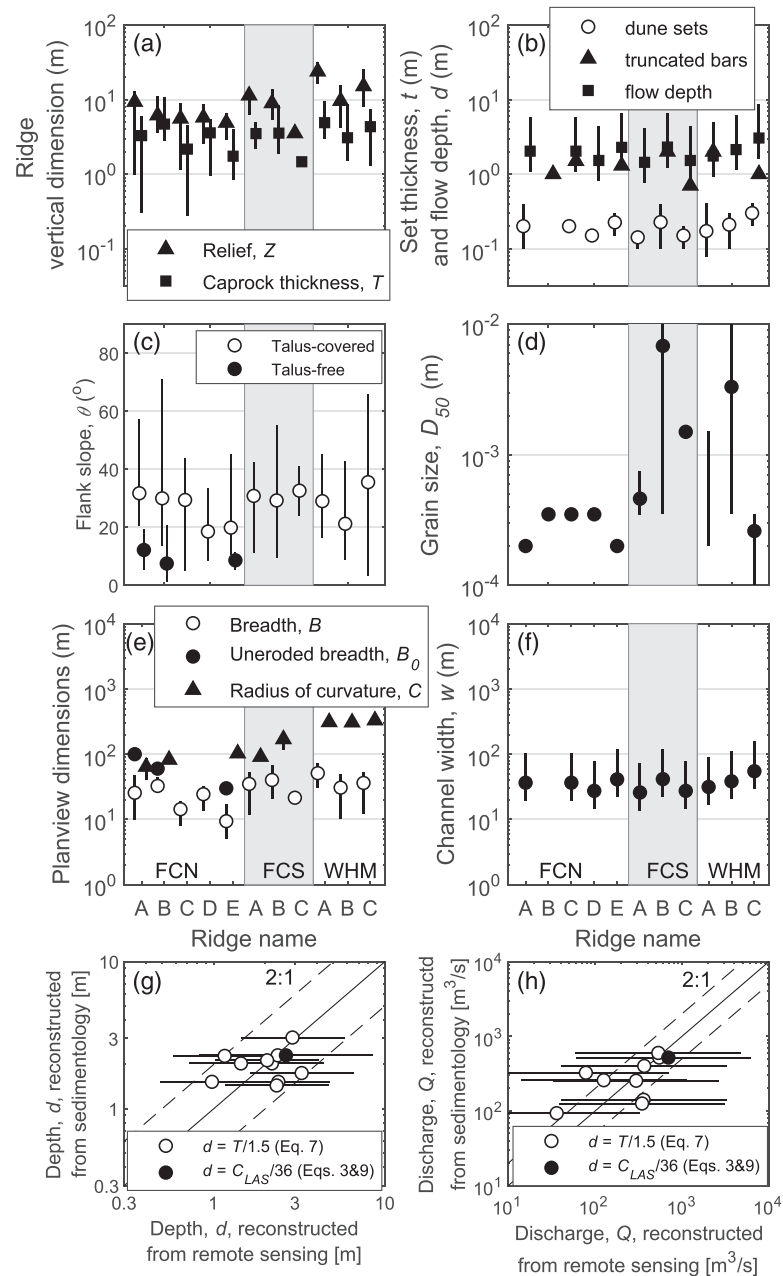 (a)
10²
10¹
10⁰
10⁻¹
Ridge
vertical dimension (m)
Relief, Z
Caprock thickness, T
(b)
10²
10¹
10⁰
10⁻¹
Set thickness, t (m)
and flow depth, d (m)
dune sets
truncated bars
flow depth
(c)
80
60
40
20
0
Flank slope, θ (°)
Talus-covered
Talus-free
(d)
10⁻²
10⁻³
10⁻⁴
Grain size, D₅₀ (m)
(e)
10⁴
10³
10²
10¹
10⁰
Planview dimensions (m)
Breadth, B
Uneroded breadth, B₀
Radius of curvature, C
FCN FCS WHM
A B C D E A B C A B C
Ridge name
(f)
10⁴
10³
10²
10¹
10⁰
Channel width, w (m)
FCN FCS WHM
A B C D E A B C A B C
Ridge name
(g)
2:1
10
3
1
0.3
Depth, d, reconstructed
from sedimentology [m]
d = T/1.5 (Eq. 7)
d = C_LAS/36 (Eqs. 3&9)
0.3 1 3 10
Depth, d, reconstructed
from remote sensing [m]
(h)
2:1
10⁴
10³
10²
10¹
Discharge, Q, reconstructd
from sedimentology [m³/s]
d = T/1.5 (Eq. 7)
d = C_LAS/36 (Eqs. 3&9)
10¹ 10² 10³ 10⁴
Discharge, Q, reconstructed
from remote sensing [m³/s]